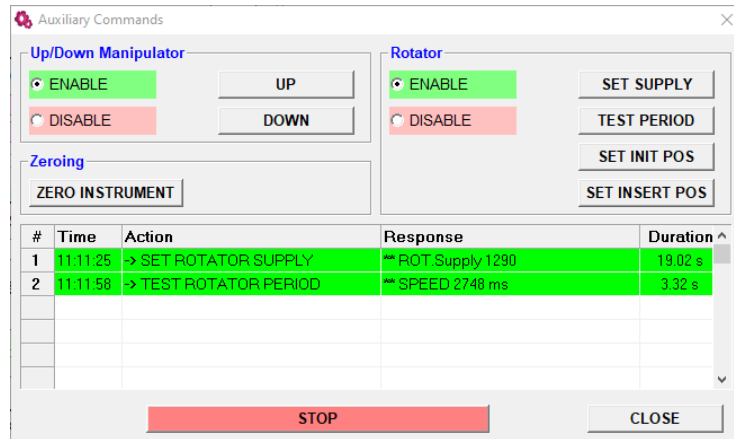 Auxiliary Commands
Up/Down Manipulator
ENABLE
UP
DISABLE
DOWN
Rotator
ENABLE
SET SUPPLY
DISABLE
TEST PERIOD
SET INIT POS
SET INSERT POS
Zeroing
ZERO INSTRUMENT
# Time Action Response Duration
1 11:11:25 -> SET ROTATOR SUPPLY ** ROT.Supply 1290 19.02 s
2 11:11:58 -> TEST ROTATOR PERIOD ** SPEED 2748 ms 3.32 s
STOP
CLOSE